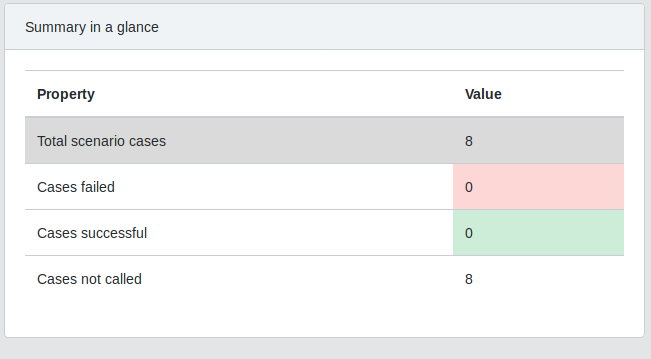 Summary in a glance
Property Value
Total scenario cases 8
Cases failed 0
Cases successful 0
Cases not called 8